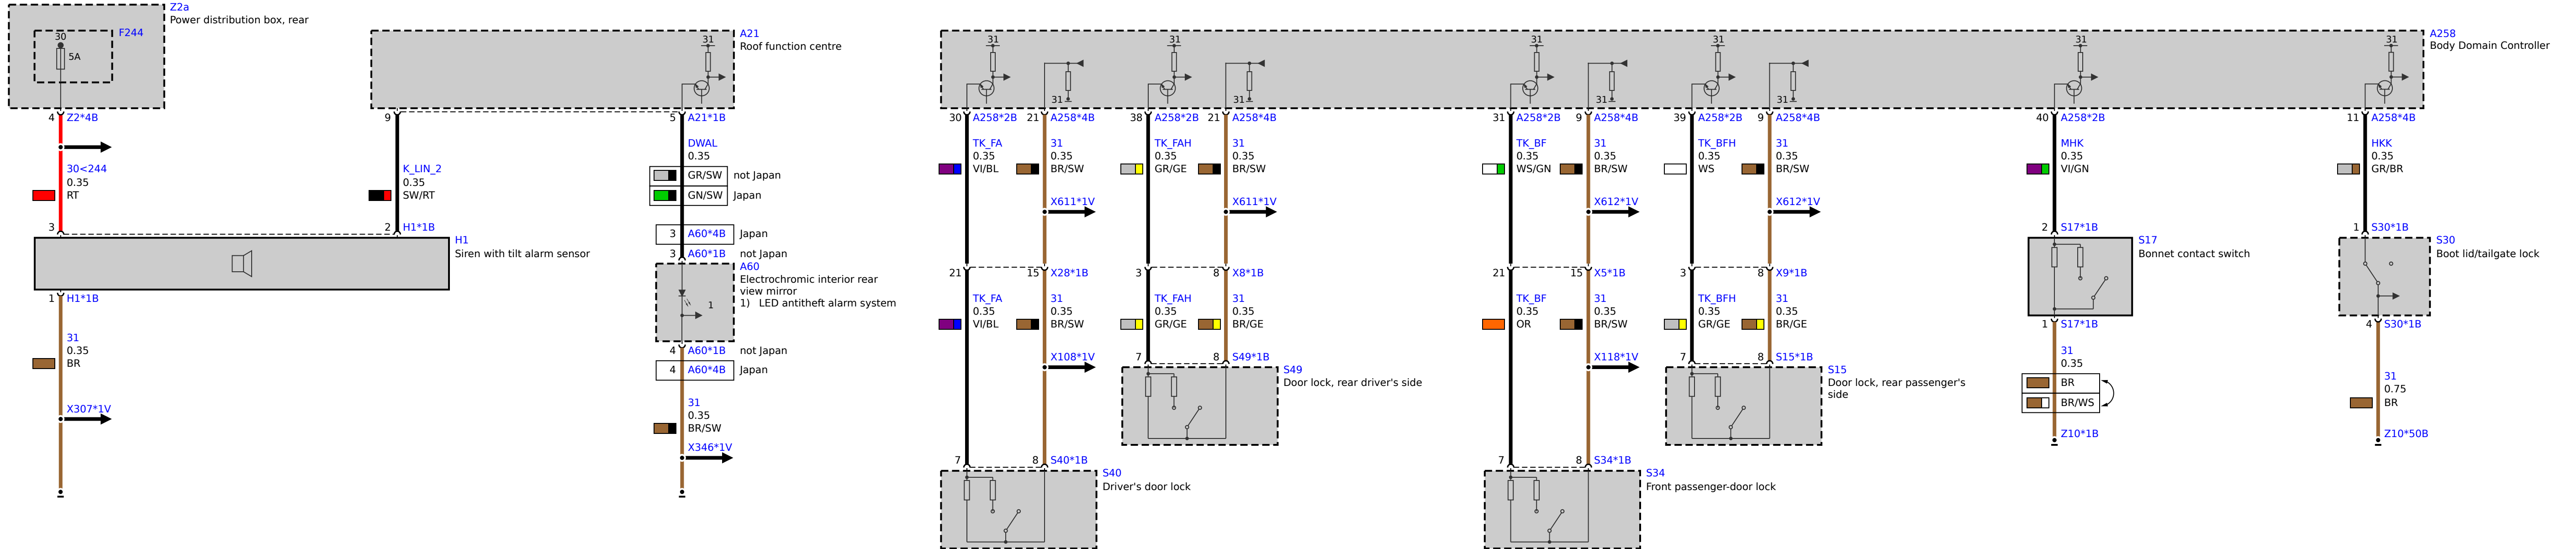 Z2a
Power distribution box, rear
F244
30
5A
4 Z2*4B
30<244
0.35
RT
3
A21
Roof function centre
31
9
5 A21*1B
K_LIN_2
0.35
SW/RT
2 H1*1B
H1
Siren with tilt alarm sensor
1 H1*1B
31
0.35
BR
X307*1V
DWAL
0.35
GR/SW not Japan
GN/SW Japan
3 A60*4B Japan
3 A60*1B not Japan
A60
Electrochromic interior rear
view mirror
1) LED antitheft alarm system
1
4 A60*1B not Japan
4 A60*4B Japan
31
0.35
BR/SW
X346*1V
A258
Body Domain Controller
31
31
31
31
31
31
31
31
31
31
30 A258*2B
21 A258*4B
38 A258*2B
21 A258*4B
31 A258*2B
9 A258*4B
39 A258*2B
9 A258*4B
40 A258*2B
11 A258*4B
TK_FA
0.35
VI/BL
31
0.35
BR/SW
TK_FAH
0.35
GR/GE
31
0.35
BR/SW
TK_BF
0.35
WS/GN
31
0.35
BR/SW
TK_BFH
0.35
WS
31
0.35
BR/SW
MHK
0.35
VI/GN
HKK
0.35
GR/BR
X611*1V
X611*1V
X612*1V
X612*1V
21
15 X28*1B
3
8 X8*1B
21
15 X5*1B
3
8 X9*1B
TK_FA
0.35
VI/BL
31
0.35
BR/SW
TK_FAH
0.35
GR/GE
31
0.35
BR/GE
TK_BF
0.35
OR
31
0.35
BR/SW
TK_BFH
0.35
GR/GE
31
0.35
BR/GE
X108*1V
7
8 S49*1B
S49
Door lock, rear driver's side
X118*1V
7
8 S15*1B
S15
Door lock, rear passenger's
side
7
8 S40*1B
S40
Driver's door lock
7
8 S34*1B
S34
Front passenger-door lock
2 S17*1B
S17
Bonnet contact switch
1 S17*1B
31
0.35
BR
BR/WS
Z10*1B
1 S30*1B
S30
Boot lid/tailgate lock
4 S30*1B
31
0.75
BR
Z10*50B